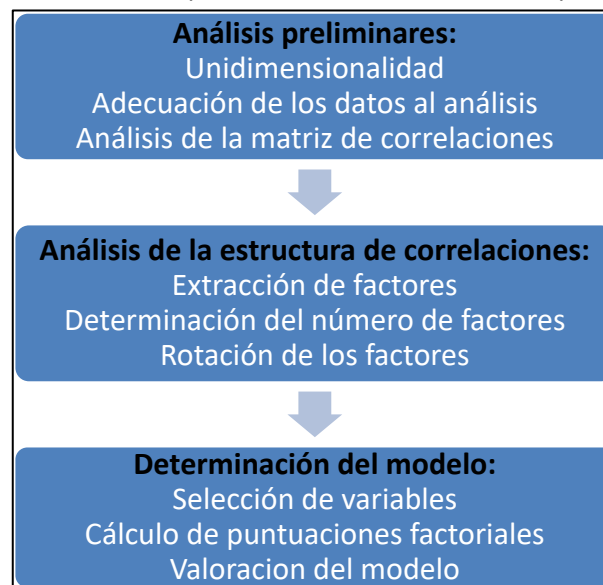 Análisis preliminares:
Unidimensionalidad
Adecuación de los datos al análisis
Análisis de la matriz de correlaciones
Análisis de la estructura de correlaciones:
Extracción de factores
Determinación del número de factores
Rotación de los factores
Determinación del modelo:
Selección de variables
Cálculo de puntuaciones factoriales
Valoracion del modelo